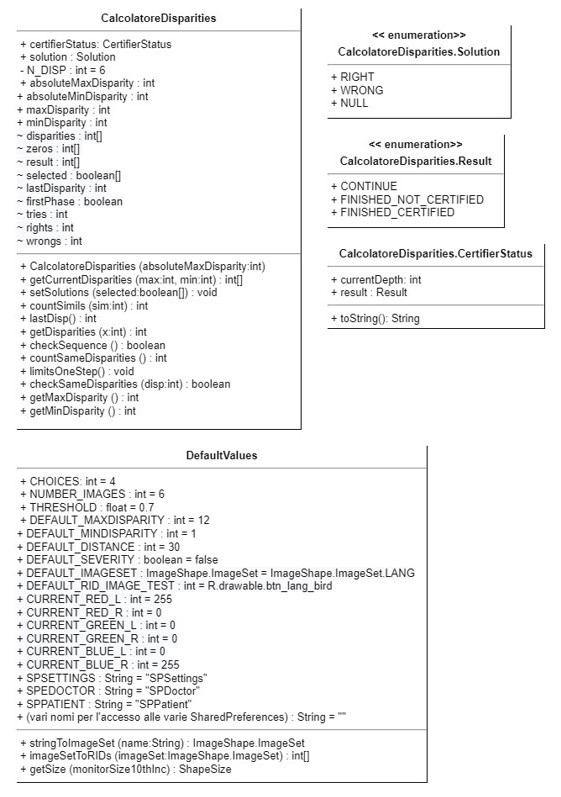 CalcolatoreDisparities
+ certifierStatus: CertifierStatus
+ solution : Solution
- N_DISP : int = 6
+ absoluteMaxDisparity : int
+ absoluteMinDisparity : int
+ maxDisparity : int
+ minDisparity : int
~ disparities : int[]
~ zeros : int[]
~ result : int[]
~ selected : boolean[]
~ lastDisparity : int
~ firstPhase : boolean
~ tries : int
~ rights : int
~ wrongs : int
+ CalcolatoreDisparities (absoluteMaxDisparity:int)
+ getCurrentDisparities (max:int, min:int) : int[]
+ setSolutions (selected:boolean[]) : void
+ countSimils (sim:int) : int
+ lastDisp() : int
+ getDisparities (x:int) : int
+ checkSequence () : boolean
+ countSameDisparities () : int
+ limitsOneStep() : void
+ checkSameDisparities (disp:int) : boolean
+ getMaxDisparity () : int
+ getMinDisparity () : int
<< enumeration>>
CalcolatoreDisparities.Solution
+ RIGHT
+ WRONG
+ NULL
<< enumeration>>
CalcolatoreDisparities.Result
+ CONTINUE
+ FINISHED_NOT_CERTIFIED
+ FINISHED_CERTIFIED
CalcolatoreDisparities.CertifierStatus
+ currentDepth: int
+ result : Result
+ toString(): String
DefaultValues
+ CHOICES: int = 4
+ NUMBER_IMAGES : int = 6
+ THRESHOLD : float = 0.7
+ DEFAULT_MAXDISPARITY : int = 12
+ DEFAULT_MINDISPARITY : int = 1
+ DEFAULT_DISTANCE : int = 30
+ DEFAULT_SEVERITY : boolean = false
+ DEFAULT_IMAGESET : ImageShape.ImageSet = ImageShape.ImageSet.LANG
+ DEFAULT_RID_IMAGE_TEST : int = R.drawable.btn_lang_bird
+ CURRENT_RED_L : int = 255
+ CURRENT_RED_R : int = 0
+ CURRENT_GREEN_L : int = 0
+ CURRENT_GREEN_R : int = 0
+ CURRENT_BLUE_L : int = 0
+ CURRENT_BLUE_R : int = 255
+ SPSETTINGS : String = "SPSettings"
+ SPEDOCTOR : String = "SPDoctor"
+ SPPATIENT : String = "SPPatient"
+ (vari nomi per l'accesso alle varie SharedPreferences) : String = ""
+ stringToImageSet (name:String) : ImageShape.ImageSet
+ imageSetToRIDs (imageSet:ImageShape.ImageSet) : int[]
+ getSize (monitorSize10thInc) : ShapeSize